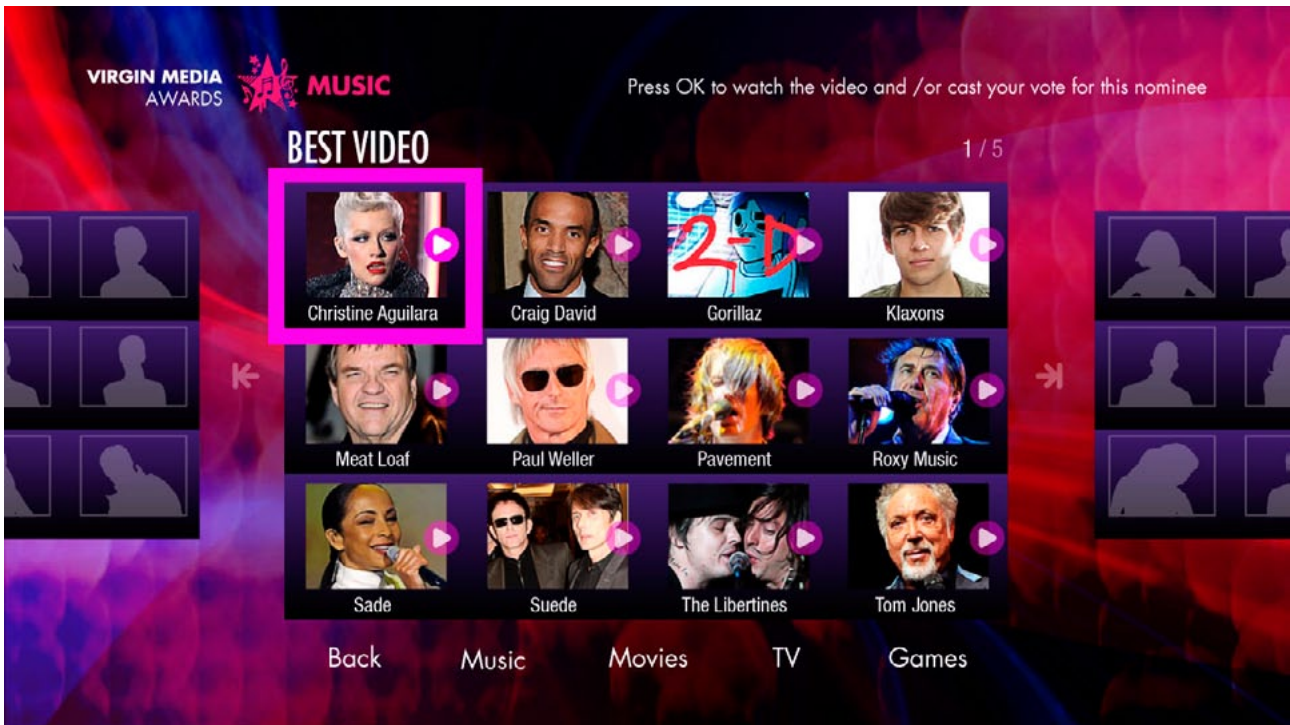 VIRGIN MEDIA
AWARDS
MUSIC
Press OK to watch the video and /or cast your vote for this nominee
BEST VIDEO
1 / 5
Christine Aguilara
Craig David
2-D
Gorillaz
Klaxons
Meat Loaf
Paul Weller
Pavement
Roxy Music
Sade
Suede
The Libertines
Tom Jones
Back
Music
Movies
TV
Games